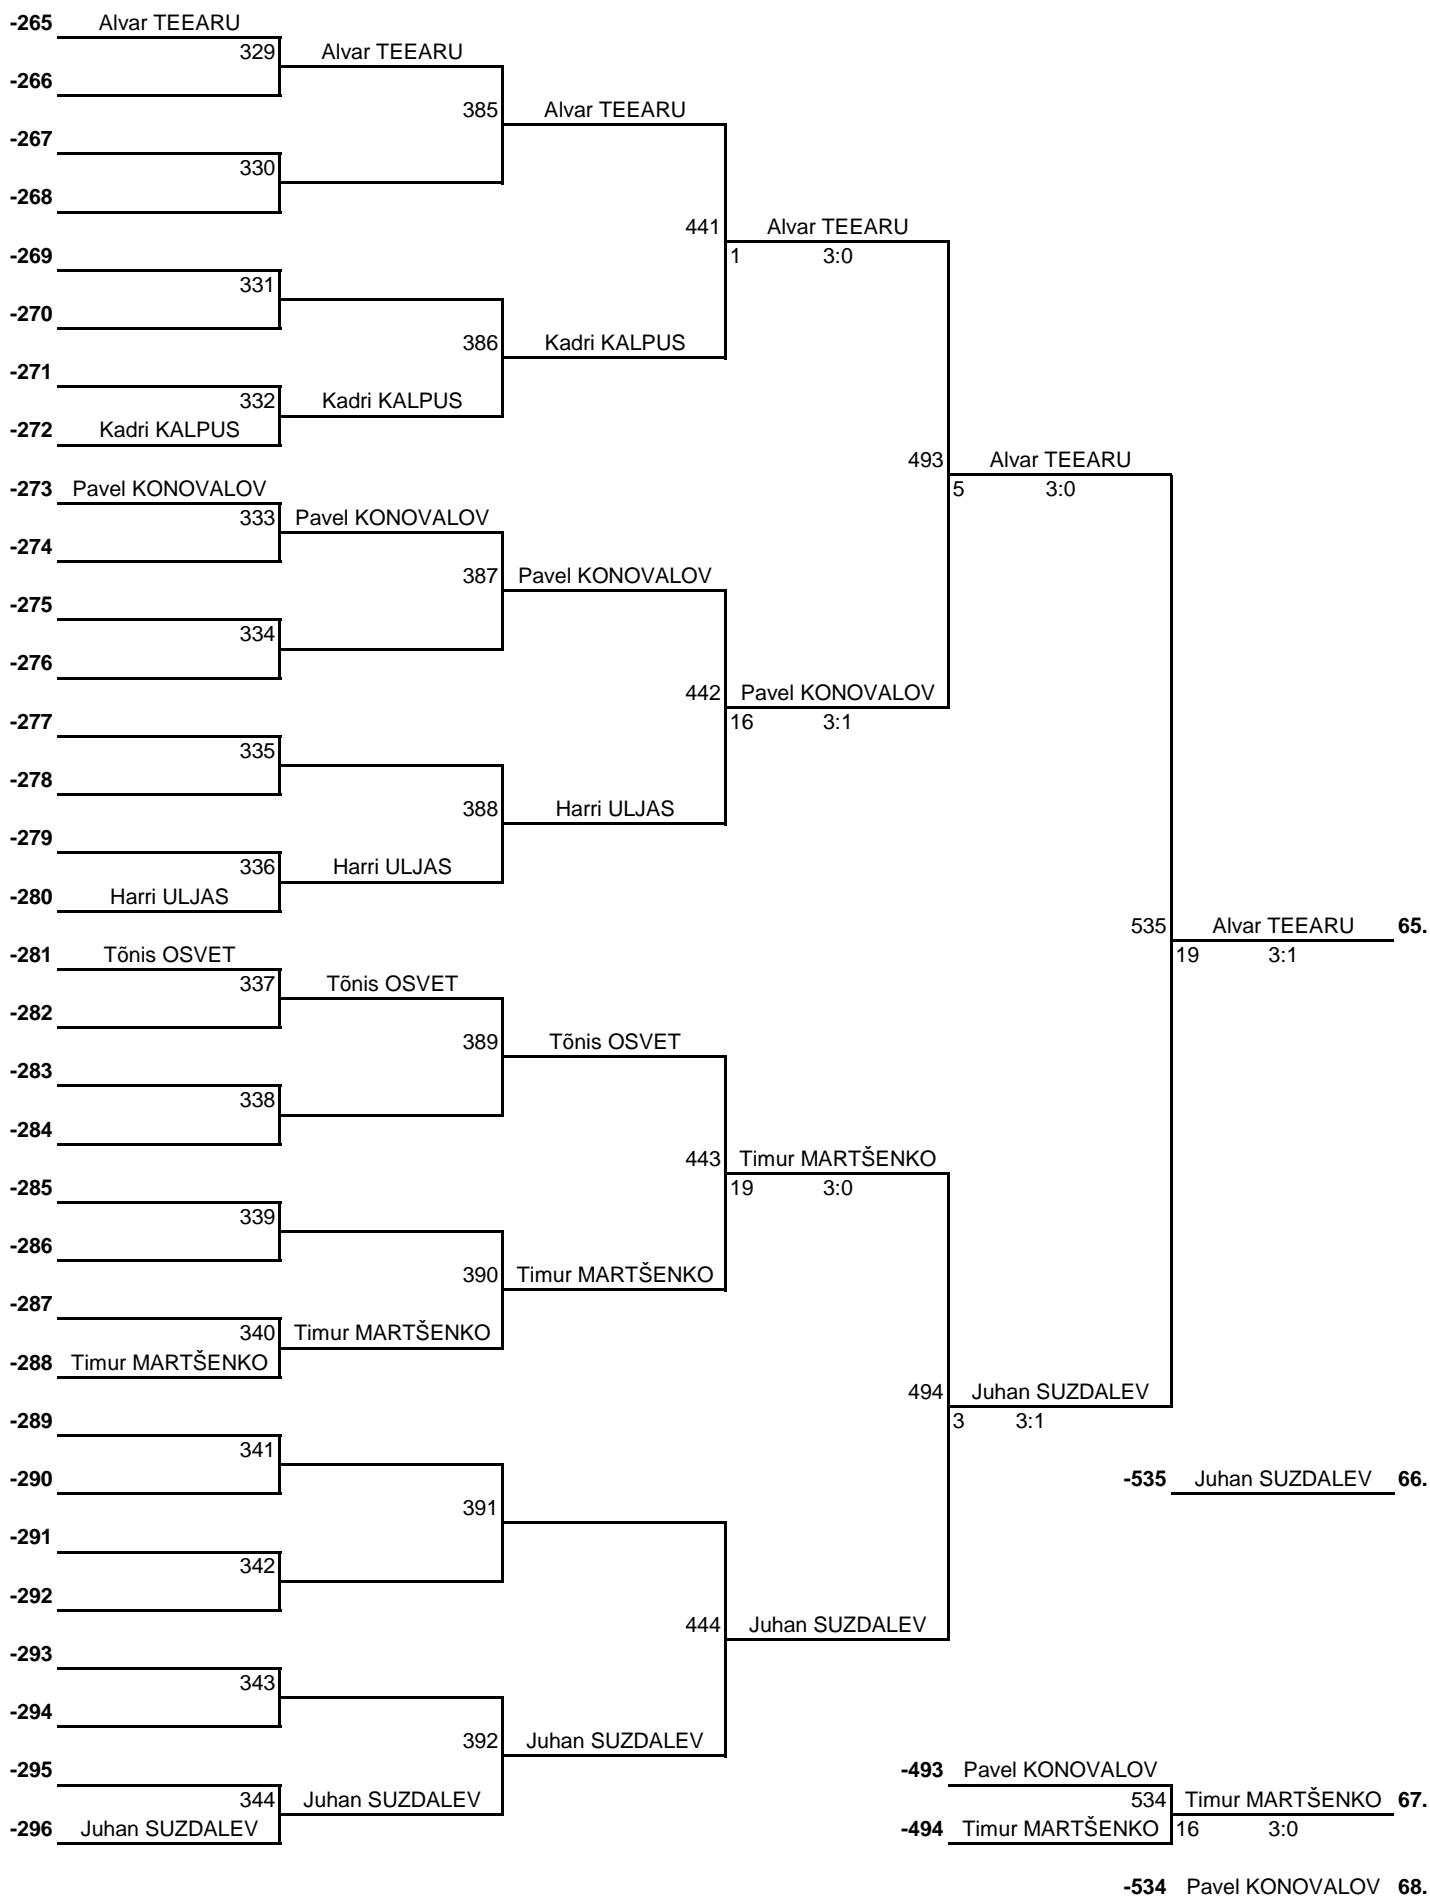 -265 Alvar TEEARU
329 Alvar TEEARU
-266
385 Alvar TEEARU
-267
330
-268
441 Alvar TEEARU
1 3:0
-269
331
-270
386 Kadri KALPUS
-271
332 Kadri KALPUS
-272 Kadri KALPUS
493 Alvar TEEARU
5 3:0
-273 Pavel KONOVALOV
333 Pavel KONOVALOV
-274
387 Pavel KONOVALOV
-275
334
-276
442 Pavel KONOVALOV
16 3:1
-277
335
-278
388 Harri ULJAS
-279
336 Harri ULJAS
-280 Harri ULJAS
535 Alvar TEEARU 65.
19 3:1
-281 Tõnis OSVET
337 Tõnis OSVET
-282
389 Tõnis OSVET
-283
338
-284
443 Timur MARTŠENKO
19 3:0
-285
339
-286
390 Timur MARTŠENKO
-287
340 Timur MARTŠENKO
-288 Timur MARTŠENKO
494 Juhan SUZDALEV
3 3:1
-289
341
-290
-535 Juhan SUZDALEV 66.
391
-291
342
-292
444 Juhan SUZDALEV
-293
343
-294
392 Juhan SUZDALEV
-295
344 Juhan SUZDALEV
-296 Juhan SUZDALEV
-493 Pavel KONOVALOV
534 Timur MARTŠENKO 67.
-494 Timur MARTŠENKO
16 3:0
-534 Pavel KONOVALOV 68.